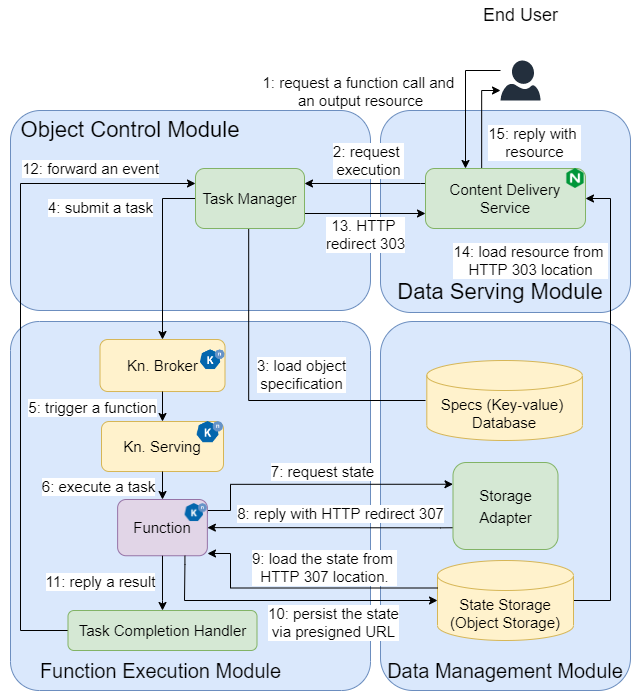 End User
1: request a function call and
an output resource
Object Control Module
15: reply with
resource
12: forward an event
2: request
execution
Task Manager
Content Delivery
Service
4: submit a task
13. HTTP
redirect 303
14: load resource from
HTTP 303 location
Data Serving Module
Kn. Broker
3: load object
specification
5: trigger a function
Specs (Key-value)
Database
Kn. Serving
7: request state
6: execute a task
Storage
Adapter
8: reply with HTTP redirect 307
Function
9: load the state from
HTTP 307 location.
11: reply a result
10: persist the state
via presigned URL
State Storage
(Object Storage)
Task Completion Handler
Function Execution Module
Data Management Module